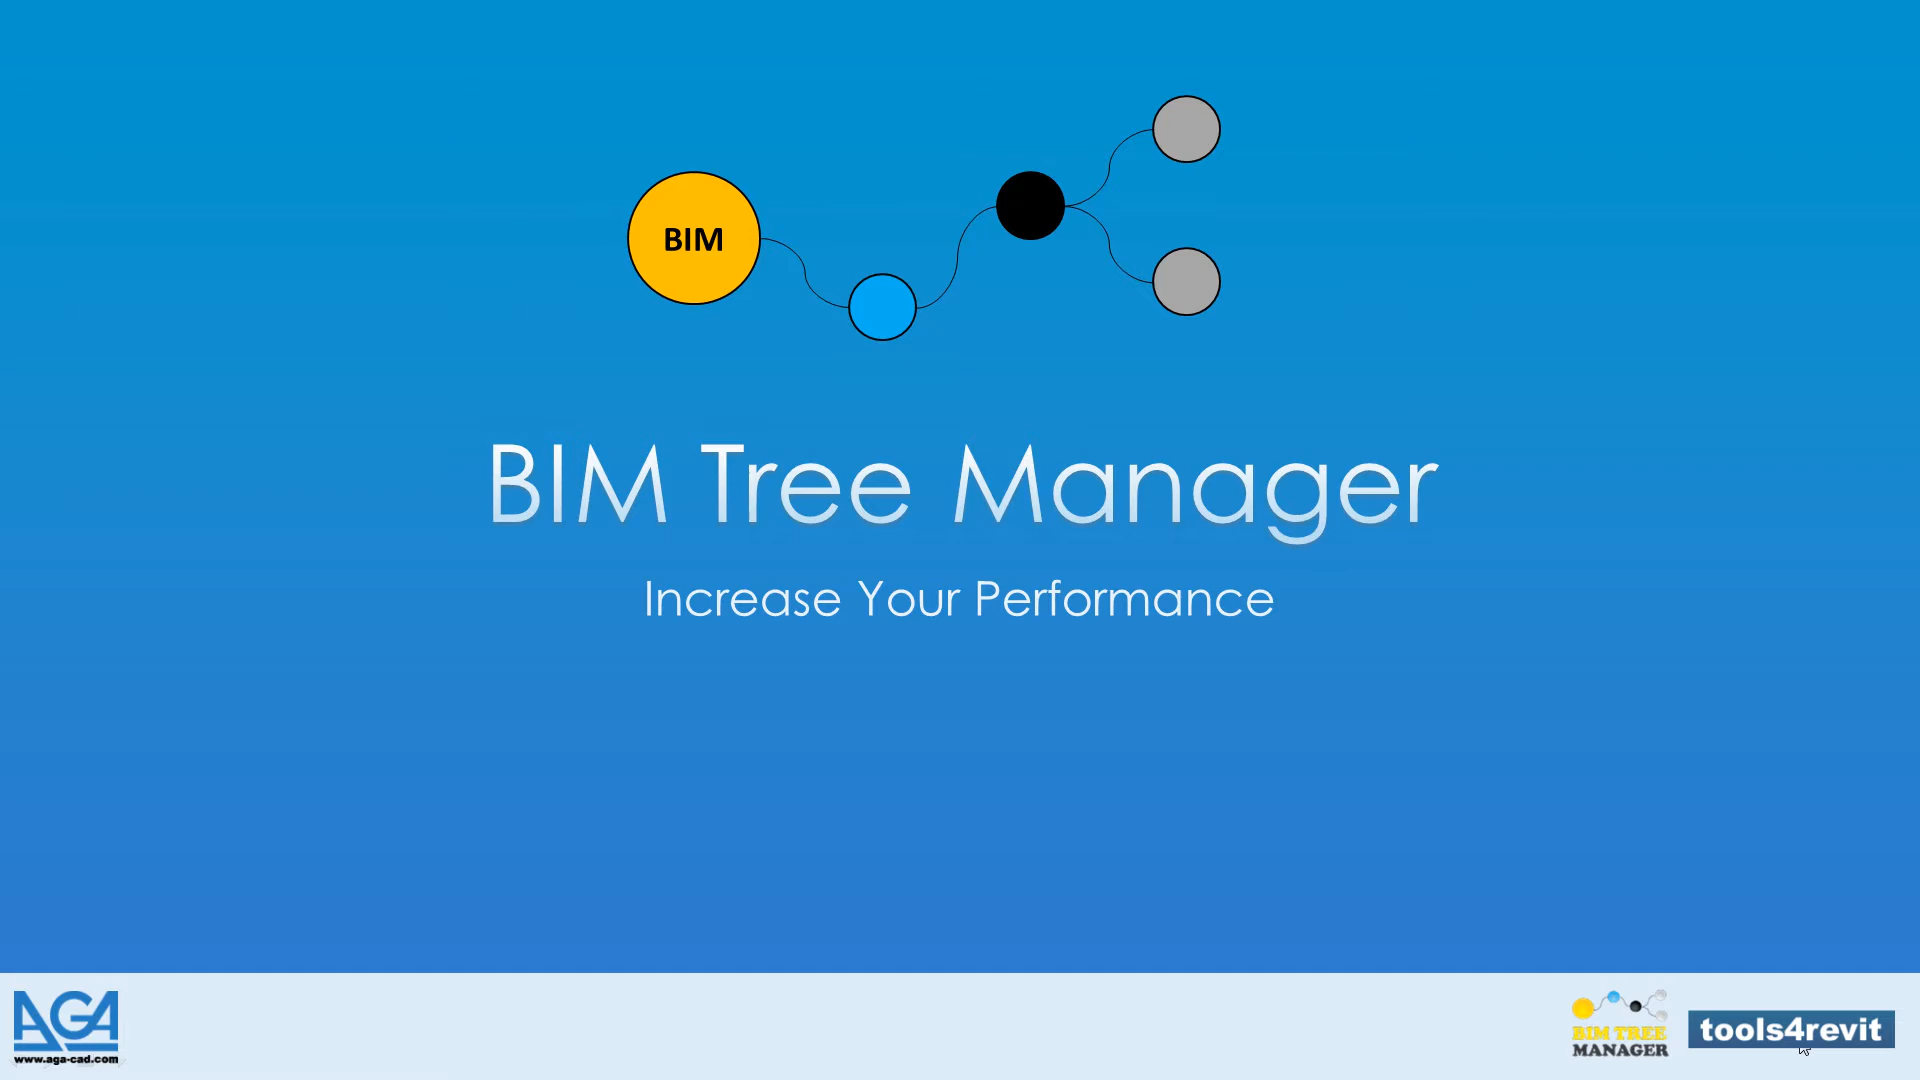 BIM
BIM Tree Manager
Increase Your Performance
AGA
www.aga-cad.com
BIM TREE
MANAGER
tools4revit